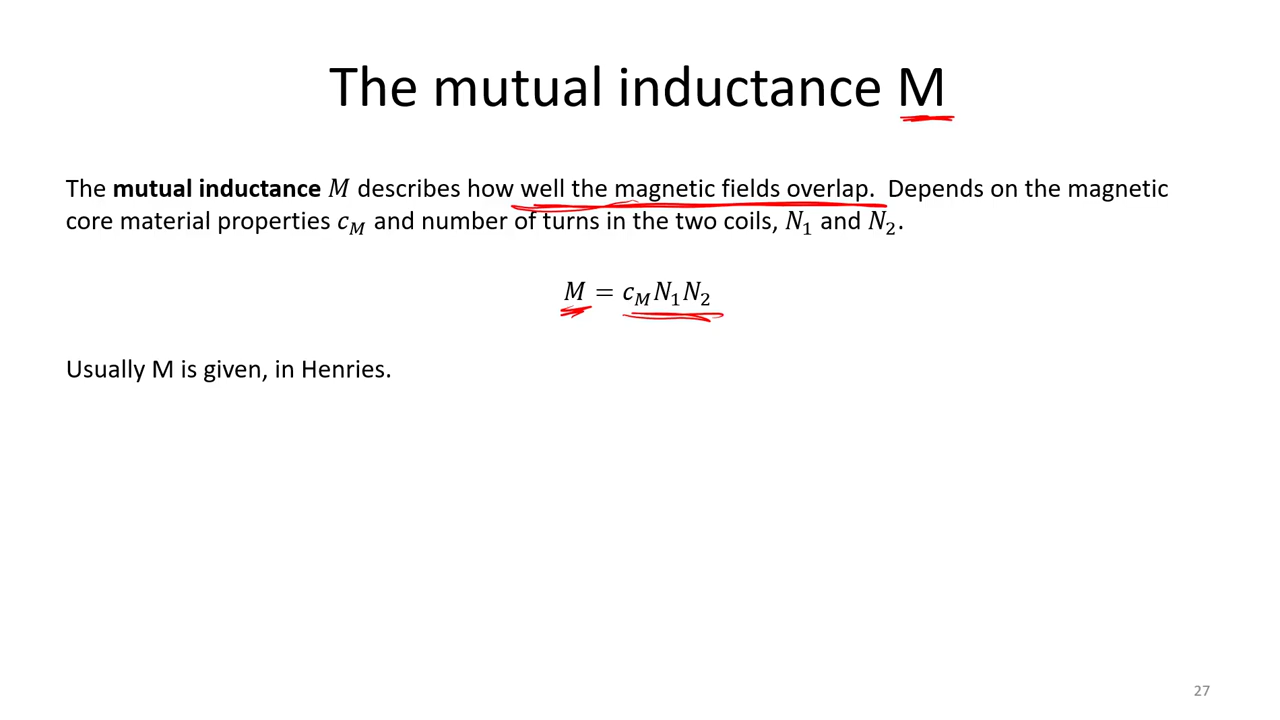 The mutual inductance M
The mutual inductance M describes how well the magnetic fields overlap.  Depends on the magnetic
core material properties c_M and number of turns in the two coils, N_1 and N_2.
M = c_M N_1 N_2
Usually M is given, in Henries.
27